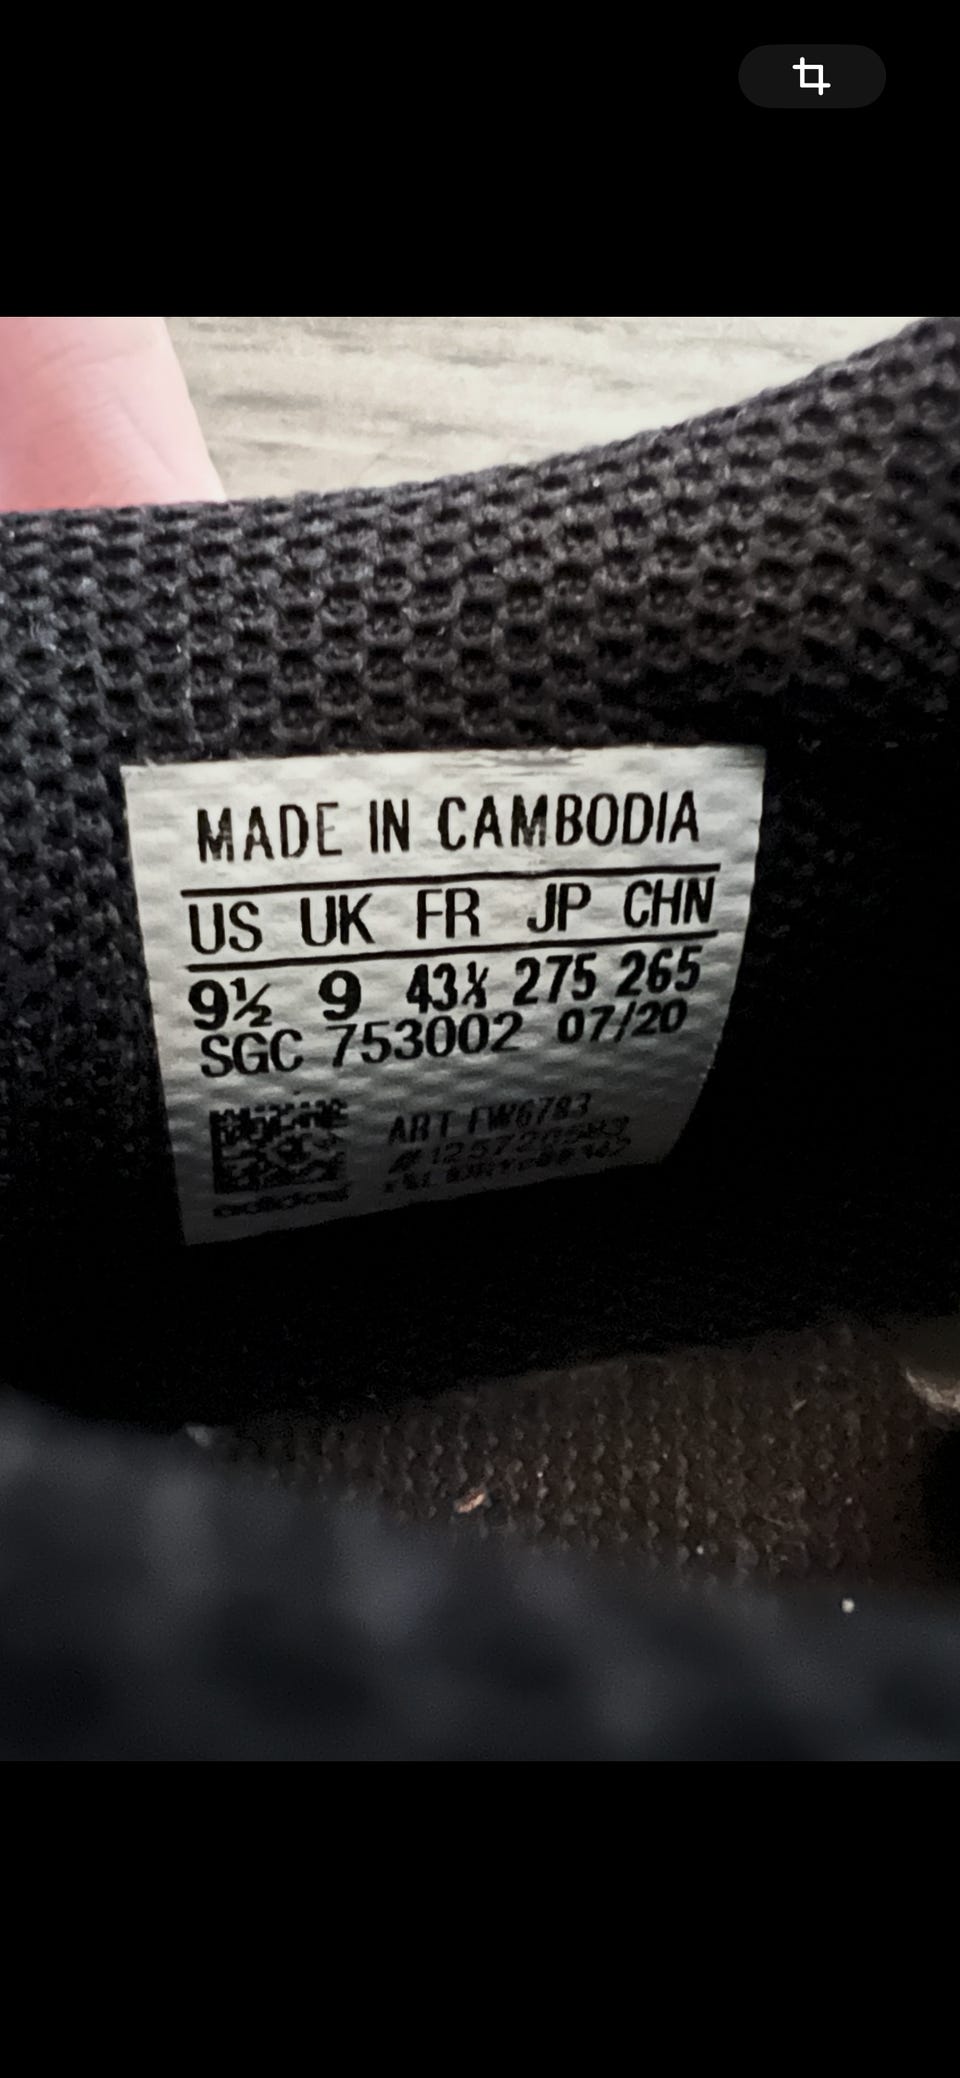 MADE IN CAMBODIA
US UK FR JP CHN
9½ 9 43⅓ 275 265
SGC 753002 07/20
ART FW6783
adidas